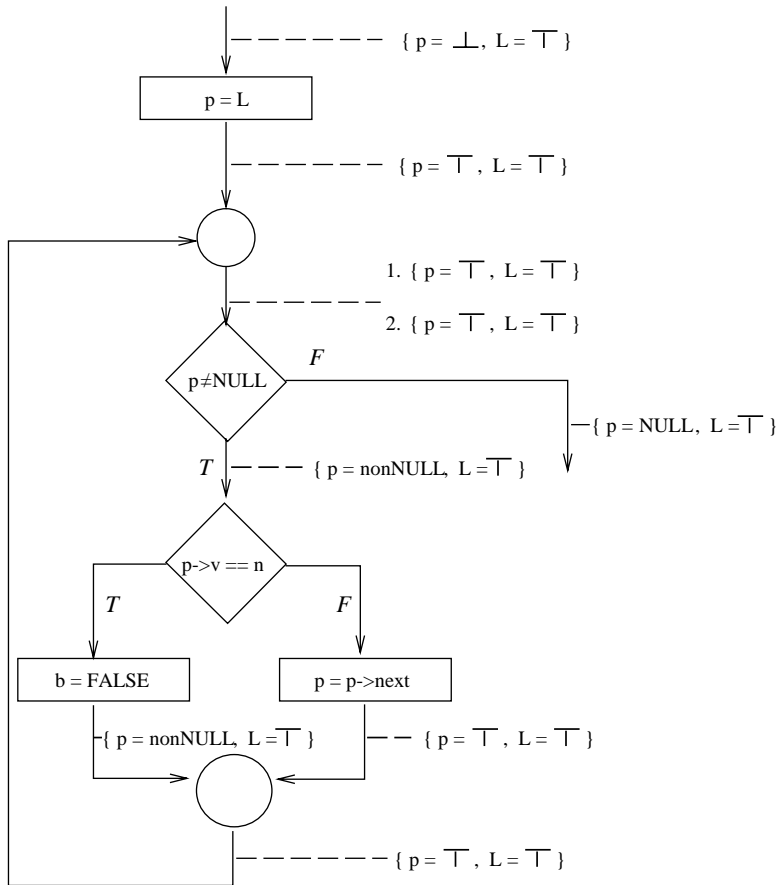 { p = ⊥, L = ⊤ }
p = L
{ p = ⊤ , L = ⊤ }
1. { p = ⊤ , L = ⊤ }
2. { p = ⊤ , L = ⊤ }
F
p≠NULL
{ p = NULL, L = ⊤ }
T
{ p = nonNULL, L = ⊤ }
p->v == n
T
F
b = FALSE
p = p->next
{ p = nonNULL, L = ⊤ }
{ p = ⊤ , L = ⊤ }
{ p = ⊤ , L = ⊤ }